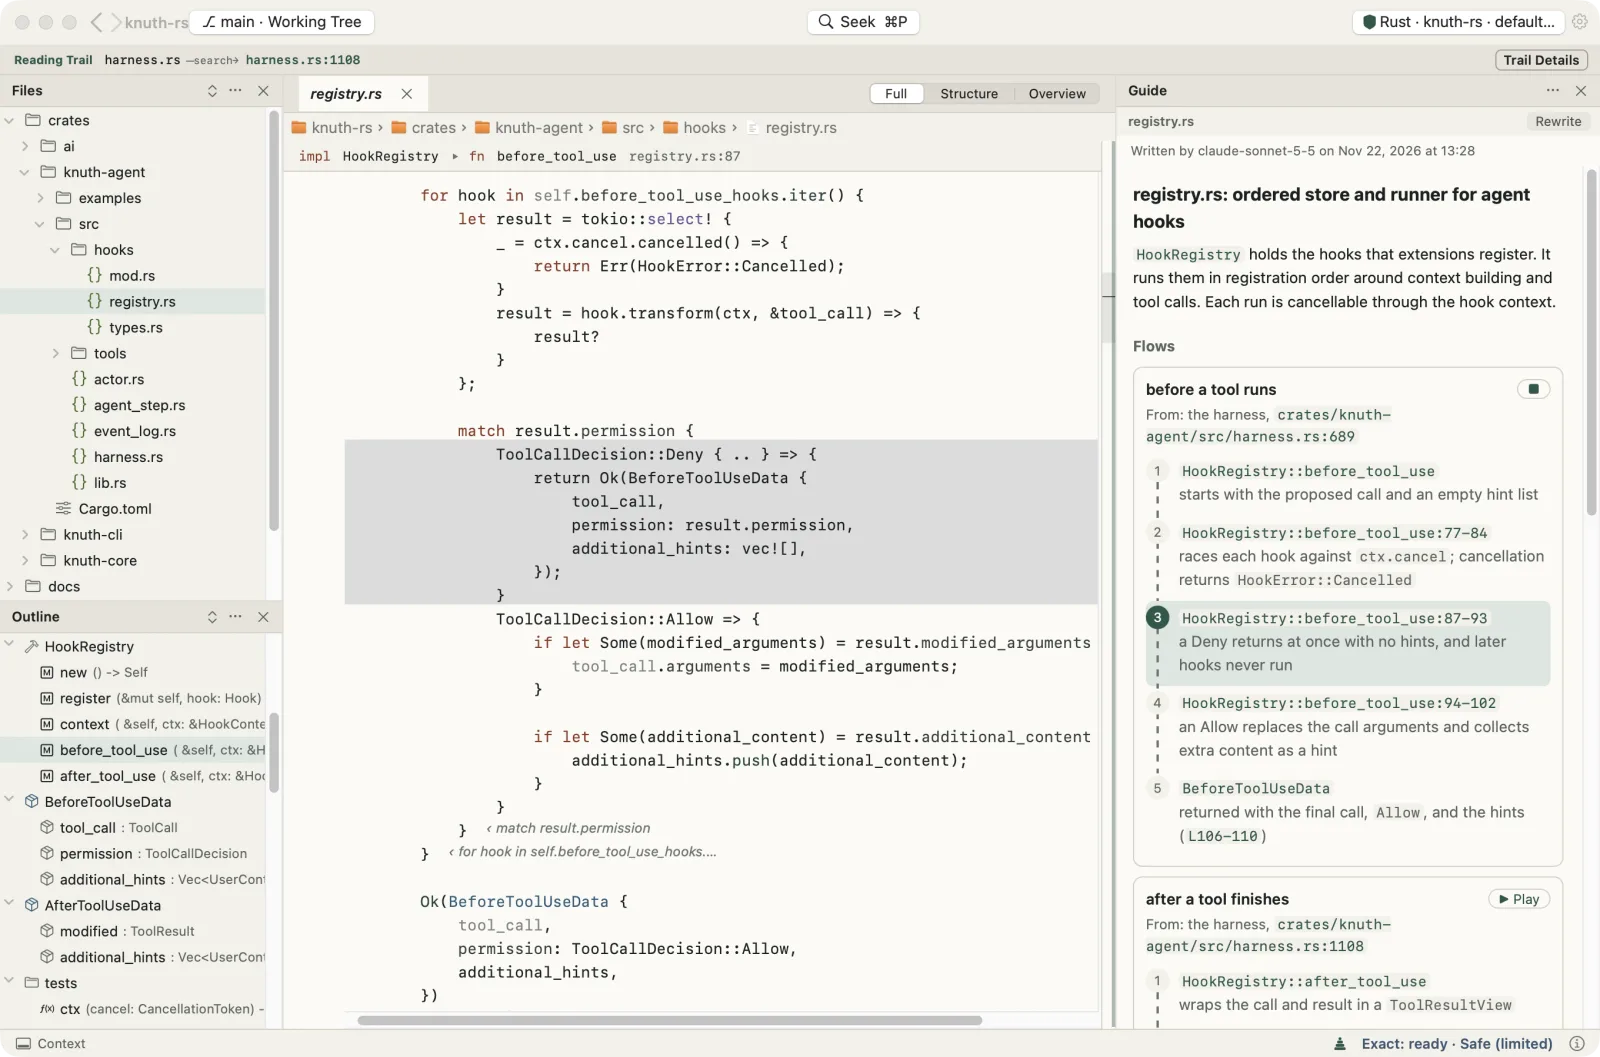 knuth-rs
main · Working Tree
Seek ⌘P
Rust · knuth-rs · default...
Reading Trail harness.rs —search→ harness.rs:1108
Trail Details
Files
crates
ai
knuth-agent
examples
src
hooks
{} mod.rs
{} registry.rs
{} types.rs
tools
{} actor.rs
{} agent_step.rs
{} event_log.rs
{} harness.rs
{} lib.rs
Cargo.toml
knuth-cli
knuth-core
docs
Outline
HookRegistry
M new () -> Self
M register (&mut self, hook: Hook)
M context ( &self, ctx: &HookConte
M before_tool_use ( &self, ctx: &H
M after_tool_use ( &self, ctx: &Hoo
BeforeToolUseData
tool_call : ToolCall
permission : ToolCallDecision
additional_hints : Vec<UserCont
AfterToolUseData
modified : ToolResult
additional_hints : Vec<UserCont
tests
f(x) ctx (cancel: CancellationToken) -
registry.rs
Full Structure Overview
knuth-rs › crates › knuth-agent › src › hooks › registry.rs
impl HookRegistry ▸ fn before_tool_use registry.rs:87
for hook in self.before_tool_use_hooks.iter() {
let result = tokio::select! {
_ = ctx.cancel.cancelled() => {
return Err(HookError::Cancelled);
}
result = hook.transform(ctx, &tool_call) => {
result?
}
};
match result.permission {
ToolCallDecision::Deny { .. } => {
return Ok(BeforeToolUseData {
tool_call,
permission: result.permission,
additional_hints: vec![],
});
}
ToolCallDecision::Allow => {
if let Some(modified_arguments) = result.modified_arguments
tool_call.arguments = modified_arguments;
}
if let Some(additional_content) = result.additional_content
additional_hints.push(additional_content);
}
}
} ‹ match result.permission
} ‹ for hook in self.before_tool_use_hooks....
Ok(BeforeToolUseData {
tool_call,
permission: ToolCallDecision::Allow,
additional_hints,
})
Guide
registry.rs
Rewrite
Written by claude-sonnet-5-5 on Nov 22, 2026 at 13:28
registry.rs: ordered store and runner for agent
hooks
HookRegistry holds the hooks that extensions register. It
runs them in registration order around context building and
tool calls. Each run is cancellable through the hook context.
Flows
before a tool runs
From: the harness, crates/knuth-
agent/src/harness.rs:689
1 HookRegistry::before_tool_use
starts with the proposed call and an empty hint list
2 HookRegistry::before_tool_use:77–84
races each hook against ctx.cancel; cancellation
returns HookError::Cancelled
3 HookRegistry::before_tool_use:87–93
a Deny returns at once with no hints, and later
hooks never run
4 HookRegistry::before_tool_use:94–102
an Allow replaces the call arguments and collects
extra content as a hint
5 BeforeToolUseData
returned with the final call, Allow, and the hints
(L106–110)
after a tool finishes
Play
From: the harness, crates/knuth-
agent/src/harness.rs:1108
1 HookRegistry::after_tool_use
wraps the call and result in a ToolResultView
Context
Exact: ready · Safe (limited)